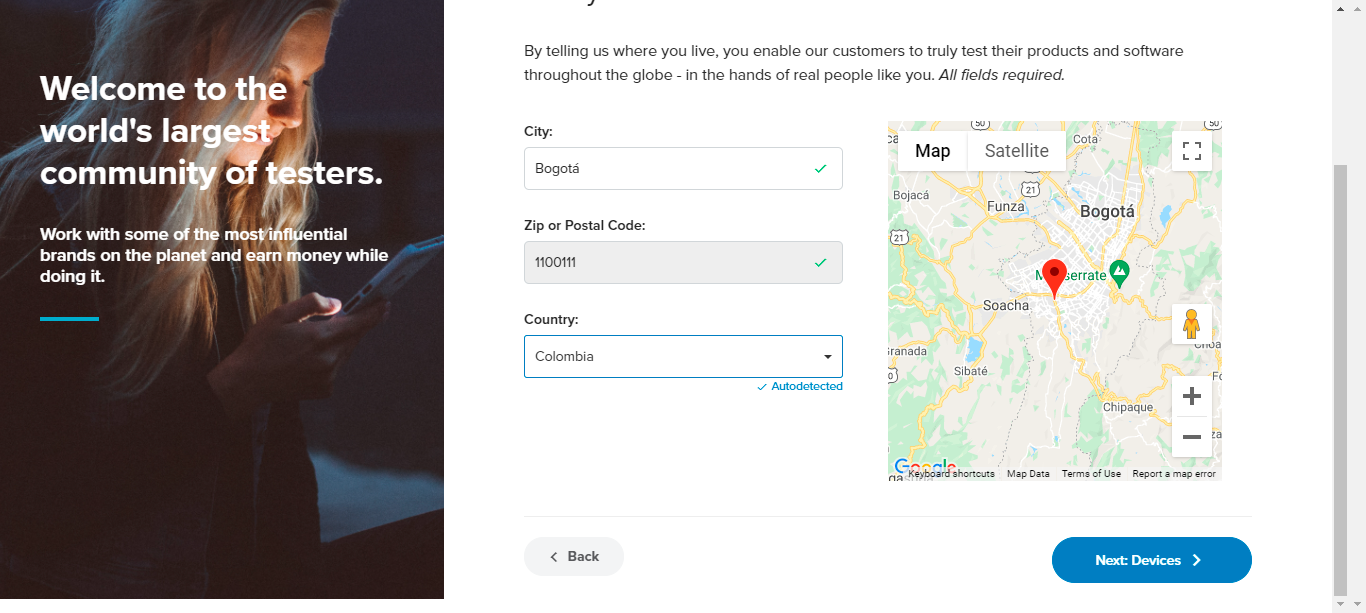 Welcome to the
world's largest
community of testers.
Work with some of the most influential
brands on the planet and earn money while
doing it.
By telling us where you live, you enable our customers to truly test their products and software
throughout the globe - in the hands of real people like you. All fields required.
City:
Bogotá
Zip or Postal Code:
1100111
Country:
Colombia
Autodetected
50
50
Map
Satellite
Cota
21
Bojacá
Funza
Bogotá
21
Soacha
Sibaté
Chipaque
Google
Keyboard shortcuts
Map Data
Terms of Use
Report a map error
Back
Next: Devices